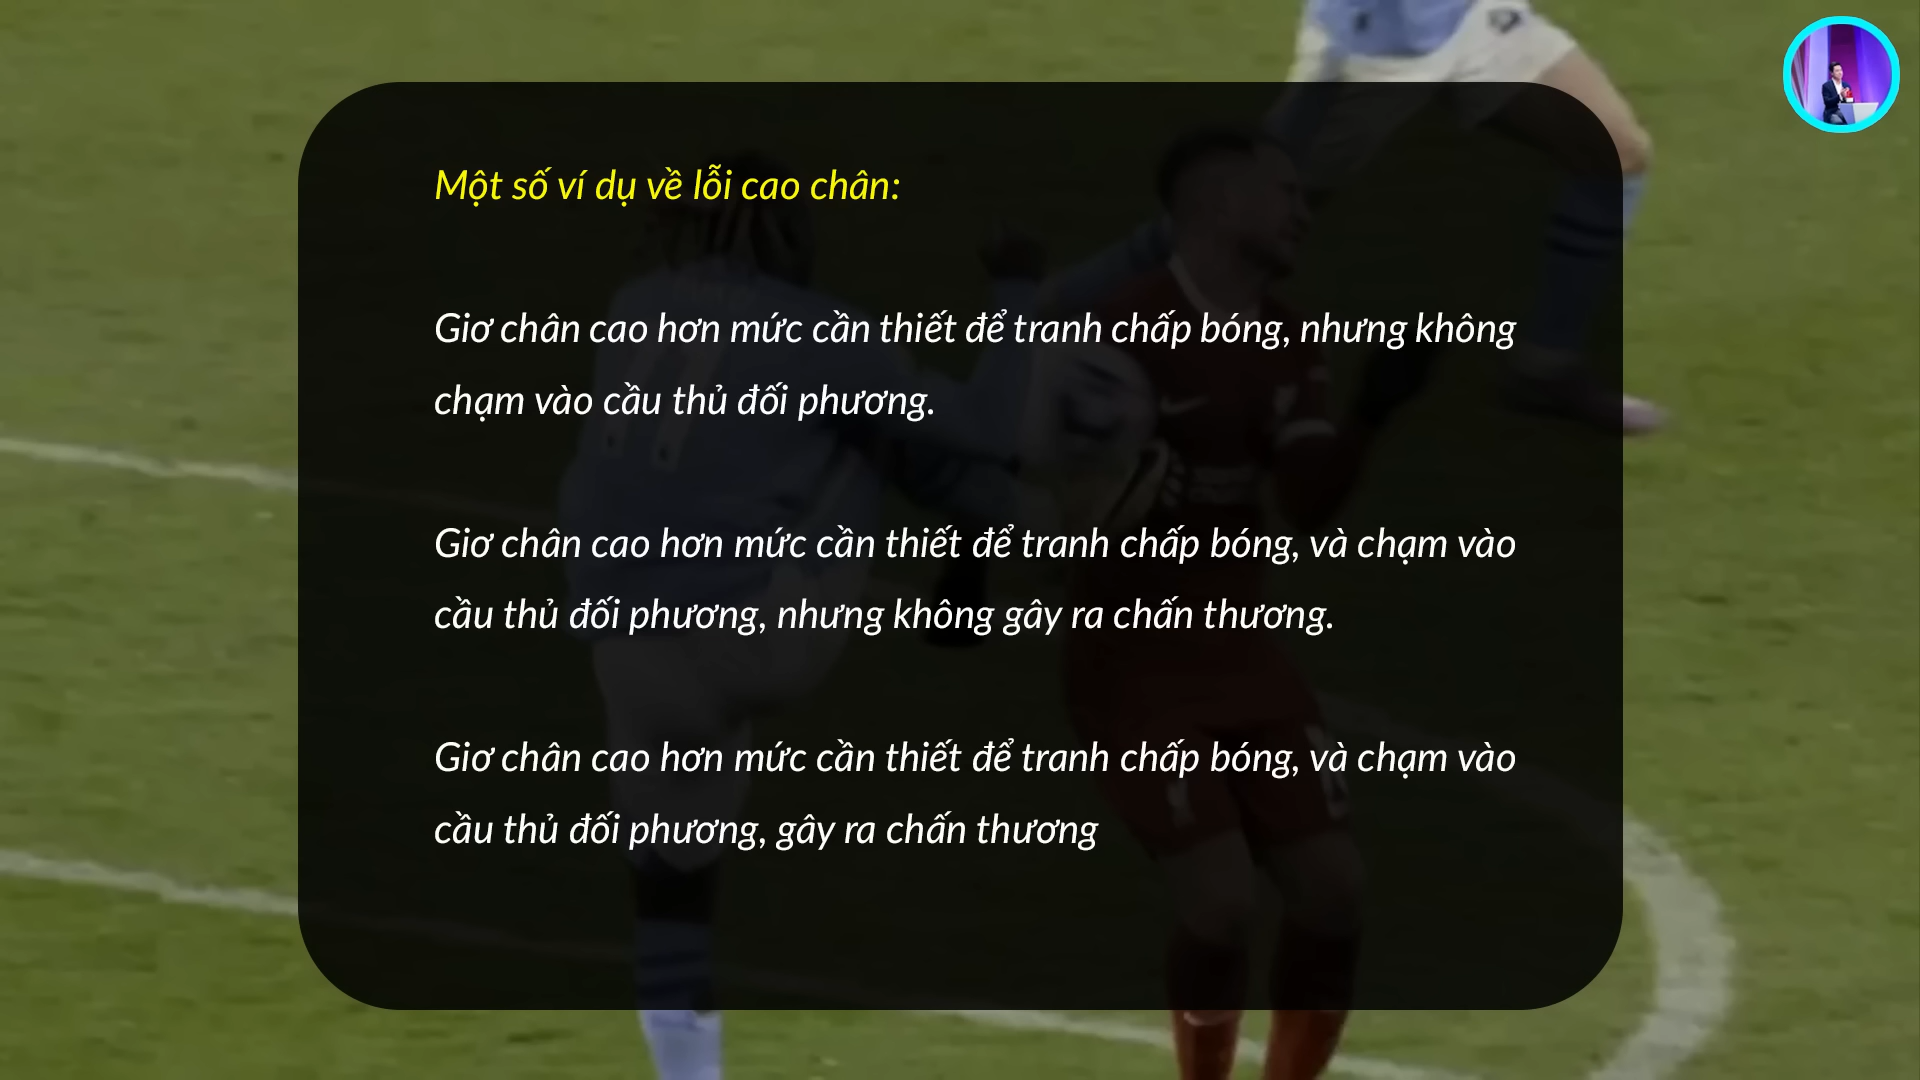 Một số ví dụ về lỗi cao chân:
Giơ chân cao hơn mức cần thiết để tranh chấp bóng, nhưng không
chạm vào cầu thủ đối phương.
Giơ chân cao hơn mức cần thiết để tranh chấp bóng, và chạm vào
cầu thủ đối phương, nhưng không gây ra chấn thương.
Giơ chân cao hơn mức cần thiết để tranh chấp bóng, và chạm vào
cầu thủ đối phương, gây ra chấn thương